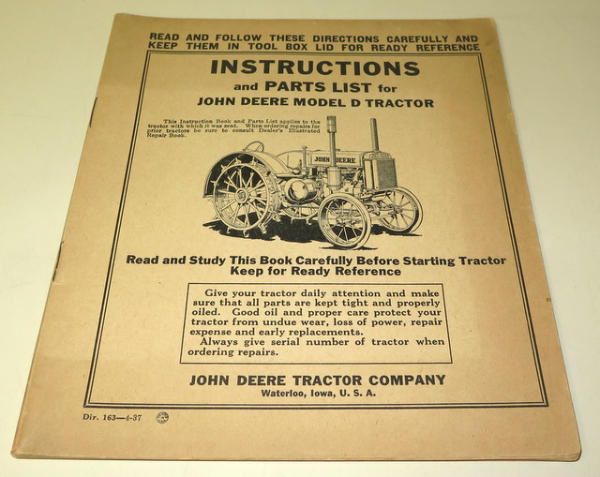 READ AND FOLLOW THESE DIRECTIONS CAREFULLY AND
KEEP THEM IN TOOL BOX LID FOR READY REFERENCE
INSTRUCTIONS
and PARTS LIST for
JOHN DEERE MODEL D TRACTOR
This Instruction Book and Parts List applies to the
tractor with which it was sent. When ordering repairs for
prior tractors be sure to consult Dealer's Illustrated
Repair Book.
JOHN DEERE
Read and Study This Book Carefully Before Starting Tractor
Keep for Ready Reference
Give your tractor daily attention and make
sure that all parts are kept tight and properly
oiled. Good oil and proper care protect your
tractor from undue wear, loss of power, repair
expense and early replacements.
Always give serial number of tractor when
ordering repairs.
JOHN DEERE TRACTOR COMPANY
Waterloo, Iowa, U. S. A.
Dir. 163—4-37